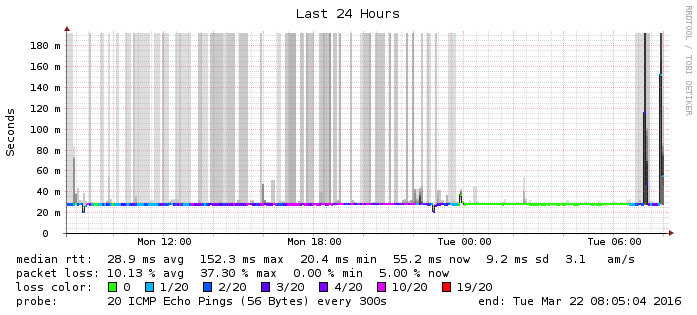 Last 24 Hours
RRDTOOL / TOBI OETIKER
Seconds
180 m
160 m
140 m
120 m
100 m
80 m
60 m
40 m
20 m
0
Mon 12:00 Mon 18:00 Tue 00:00 Tue 06:00
median rtt: 28.9 ms avg 152.3 ms max 20.4 ms min 55.2 ms now 9.2 ms sd 3.1 am/s
packet loss: 10.13 % avg 37.30 % max 0.00 % min 5.00 % now
loss color: 0 1/20 2/20 3/20 4/20 10/20 19/20
probe: 20 ICMP Echo Pings (56 Bytes) every 300s end: Tue Mar 22 08:05:04 2016